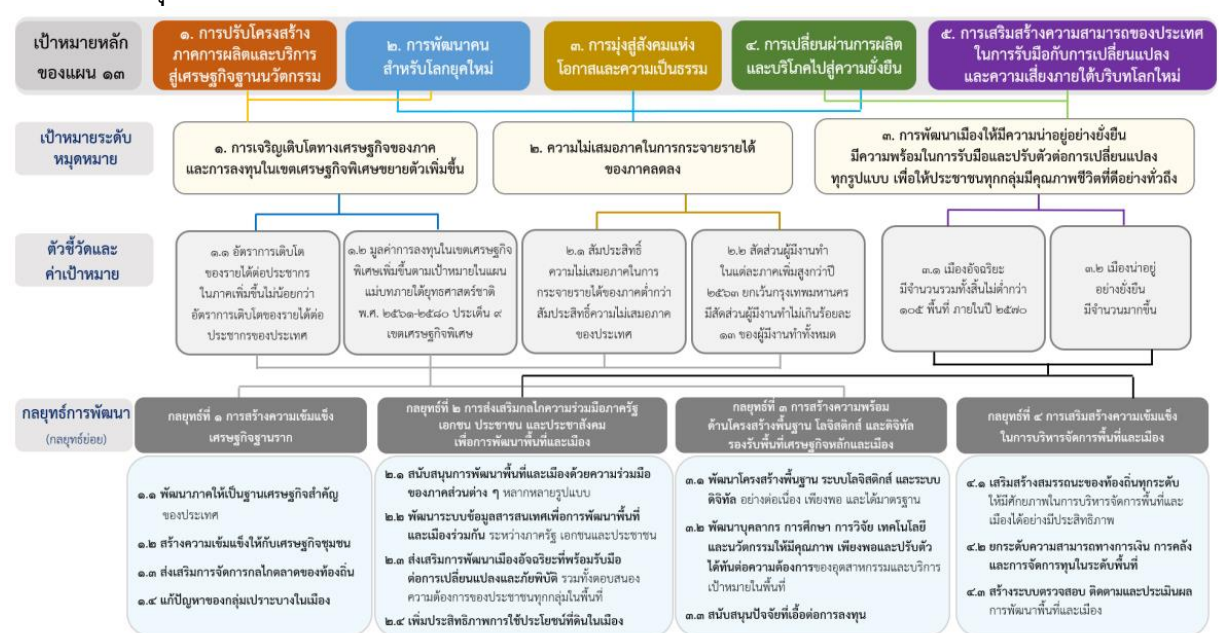 เป้าหมายหลัก
ของแผน ๑๓
๑. การปรับโครงสร้าง
ภาคการผลิตและบริการ
สู่เศรษฐกิจฐานนวัตกรรม
๒. การพัฒนาคน
สำหรับโลกยุคใหม่
๓. การมุ่งสู่สังคมแห่ง
โอกาสและความเป็นธรรม
๔. การเปลี่ยนผ่านการผลิต
และบริโภคไปสู่ความยั่งยืน
๕. การเสริมสร้างความสามารถของประเทศ
ในการรับมือกับการเปลี่ยนแปลง
และความเสี่ยงภายใต้บริบทโลกใหม่
เป้าหมายระดับ
หมุดหมาย
๑. การเจริญเติบโตทางเศรษฐกิจของภาค
และการลงทุนในเขตเศรษฐกิจพิเศษขยายตัวเพิ่มขึ้น
๒. ความไม่เสมอภาคในการกระจายรายได้
ของภาคลดลง
๓. การพัฒนาเมืองให้มีความน่าอยู่อย่างยั่งยืน
มีความพร้อมในการรับมือและปรับตัวต่อการเปลี่ยนแปลง
ทุกรูปแบบ เพื่อให้ประชาชนทุกกลุ่มมีคุณภาพชีวิตที่ดีอย่างทั่วถึง
ตัวชี้วัดและ
ค่าเป้าหมาย
๑.๑ อัตราการเติบโต
ของรายได้ต่อประชากร
ในภาคเพิ่มขึ้นไม่น้อยกว่า
อัตราการเติบโตของรายได้ต่อ
ประชากรของประเทศ
๑.๒ มูลค่าการลงทุนในเขตเศรษฐกิจ
พิเศษเพิ่มขึ้นตามเป้าหมายในแผน
แม่บทภายใต้ยุทธศาสตร์ชาติ
พ.ศ. ๒๕๖๑-๒๕๘๐ ประเด็น ๙
เขตเศรษฐกิจพิเศษ
๒.๑ สัมประสิทธิ์
ความไม่เสมอภาคในการ
กระจายรายได้ของภาคต่ำกว่า
สัมประสิทธิ์ความไม่เสมอภาค
ของประเทศ
๒.๒ สัดส่วนผู้มีงานทำ
ในแต่ละภาคเพิ่มสูงกว่าปี
๒๕๖๓ ยกเว้นกรุงเทพมหานคร
มีสัดส่วนผู้มีงานทำไม่เกินร้อยละ
๑๓ ของผู้มีงานทำทั้งหมด
๓.๑ เมืองอัจฉริยะ
มีจำนวนรวมทั้งสิ้นไม่ต่ำกว่า
๑๐๕ พื้นที่ ภายในปี ๒๕๗๐
๓.๒ เมืองน่าอยู่
อย่างยั่งยืน
มีจำนวนมากขึ้น
กลยุทธ์การพัฒนา
(กลยุทธ์ย่อย)
กลยุทธ์ที่ ๑ การสร้างความเข้มแข็ง
เศรษฐกิจฐานราก
๑.๑ พัฒนาภาคให้เป็นฐานเศรษฐกิจสำคัญ
ของประเทศ
๑.๒ สร้างความเข้มแข็งให้กับเศรษฐกิจชุมชน
๑.๓ ส่งเสริมการจัดการกลไกตลาดของท้องถิ่น
๑.๔ แก้ปัญหาของกลุ่มเปราะบางในเมือง
กลยุทธ์ที่ ๒ การส่งเสริมกลไกความร่วมมือภาครัฐ
เอกชน ประชาชน และประชาสังคม
เพื่อการพัฒนาพื้นที่และเมือง
๒.๑ สนับสนุนการพัฒนาพื้นที่และเมืองด้วยความร่วมมือ
ของภาคส่วนต่าง ๆ หลากหลายรูปแบบ
๒.๒ พัฒนาระบบข้อมูลสารสนเทศเพื่อการพัฒนาพื้นที่
และเมืองร่วมกัน ระหว่างภาครัฐ เอกชนและประชาชน
๒.๓ ส่งเสริมการพัฒนาเมืองอัจฉริยะที่พร้อมรับมือ
ต่อการเปลี่ยนแปลงและภัยพิบัติ รวมทั้งตอบสนอง
ความต้องการของประชาชนทุกกลุ่มในพื้นที่
๒.๔ เพิ่มประสิทธิภาพการใช้ประโยชน์ที่ดินในเมือง
กลยุทธ์ที่ ๓ การสร้างความพร้อม
ด้านโครงสร้างพื้นฐาน โลจิสติกส์ และดิจิทัล
รองรับพื้นที่เศรษฐกิจหลักและเมือง
๓.๑ พัฒนาโครงสร้างพื้นฐาน ระบบโลจิสติกส์ และระบบ
ดิจิทัล อย่างต่อเนื่อง เพียงพอ และได้มาตรฐาน
๓.๒ พัฒนาบุคลากร การศึกษา การวิจัย เทคโนโลยี
และนวัตกรรมให้มีคุณภาพ เพียงพอและปรับตัว
ได้ทันต่อความต้องการของอุตสาหกรรมและบริการ
เป้าหมายในพื้นที่
๓.๓ สนับสนุนปัจจัยที่เอื้อต่อการลงทุน
กลยุทธ์ที่ ๔ การเสริมสร้างความเข้มแข็ง
ในการบริหารจัดการพื้นที่และเมือง
๔.๑ เสริมสร้างสมรรถนะของท้องถิ่นทุกระดับ
ให้มีศักยภาพในการบริหารจัดการพื้นที่และ
เมืองได้อย่างมีประสิทธิภาพ
๔.๒ ยกระดับความสามารถทางการเงิน การคลัง
และการจัดการทุนในระดับพื้นที่
๔.๓ สร้างระบบตรวจสอบ ติดตามและประเมินผล
การพัฒนาพื้นที่และเมือง